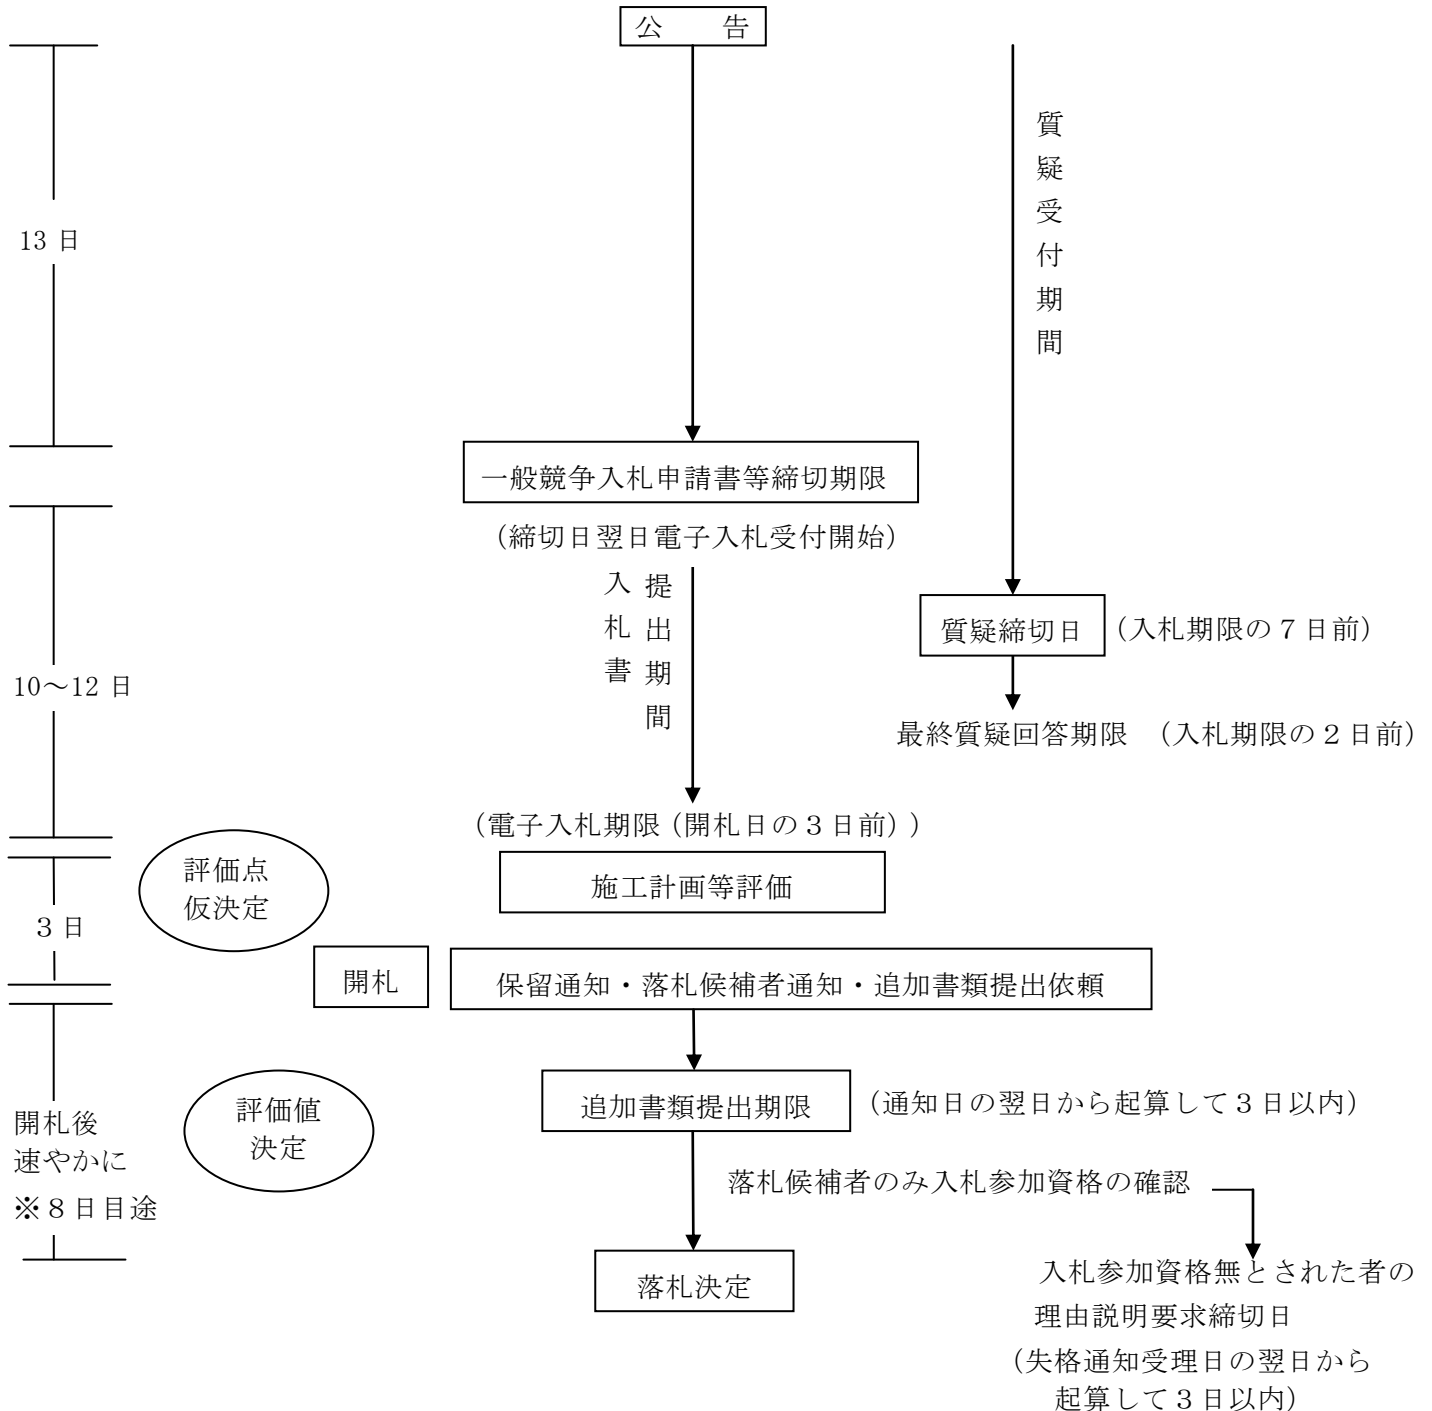 公　　告
質疑受付期間
13 日
一般競争入札申請書等締切期限
（締切日翌日電子入札受付開始）
入札書
提出期間
質疑締切日
（入札期限の７日前）
10～12 日
最終質疑回答期限　（入札期限の２日前）
（電子入札期限（開札日の３日前））
評価点
仮決定
施工計画等評価
３日
開札
保留通知・落札候補者通知・追加書類提出依頼
評価値
決定
追加書類提出期限
（通知日の翌日から起算して３日以内）
開札後
速やかに
※８日目途
落札候補者のみ入札参加資格の確認
落札決定
入札参加資格無とされた者の
理由説明要求締切日
（失格通知受理日の翌日から
起算して３日以内）